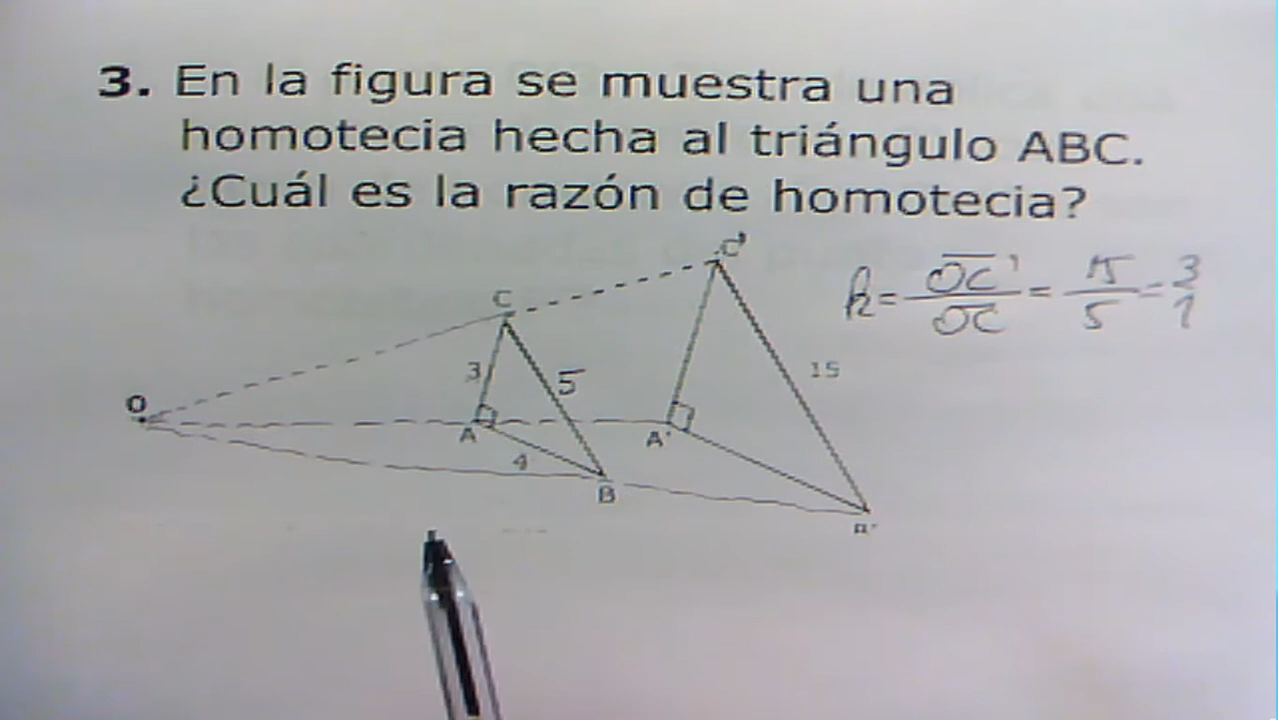 3. En la figura se muestra una
homotecia hecha al triángulo ABC.
¿Cuál es la razón de homotecia?
C'
k = OC' / OC = 15 / 5 = 3 / 1
C
3
5
15
O
A
A'
4
B
B'